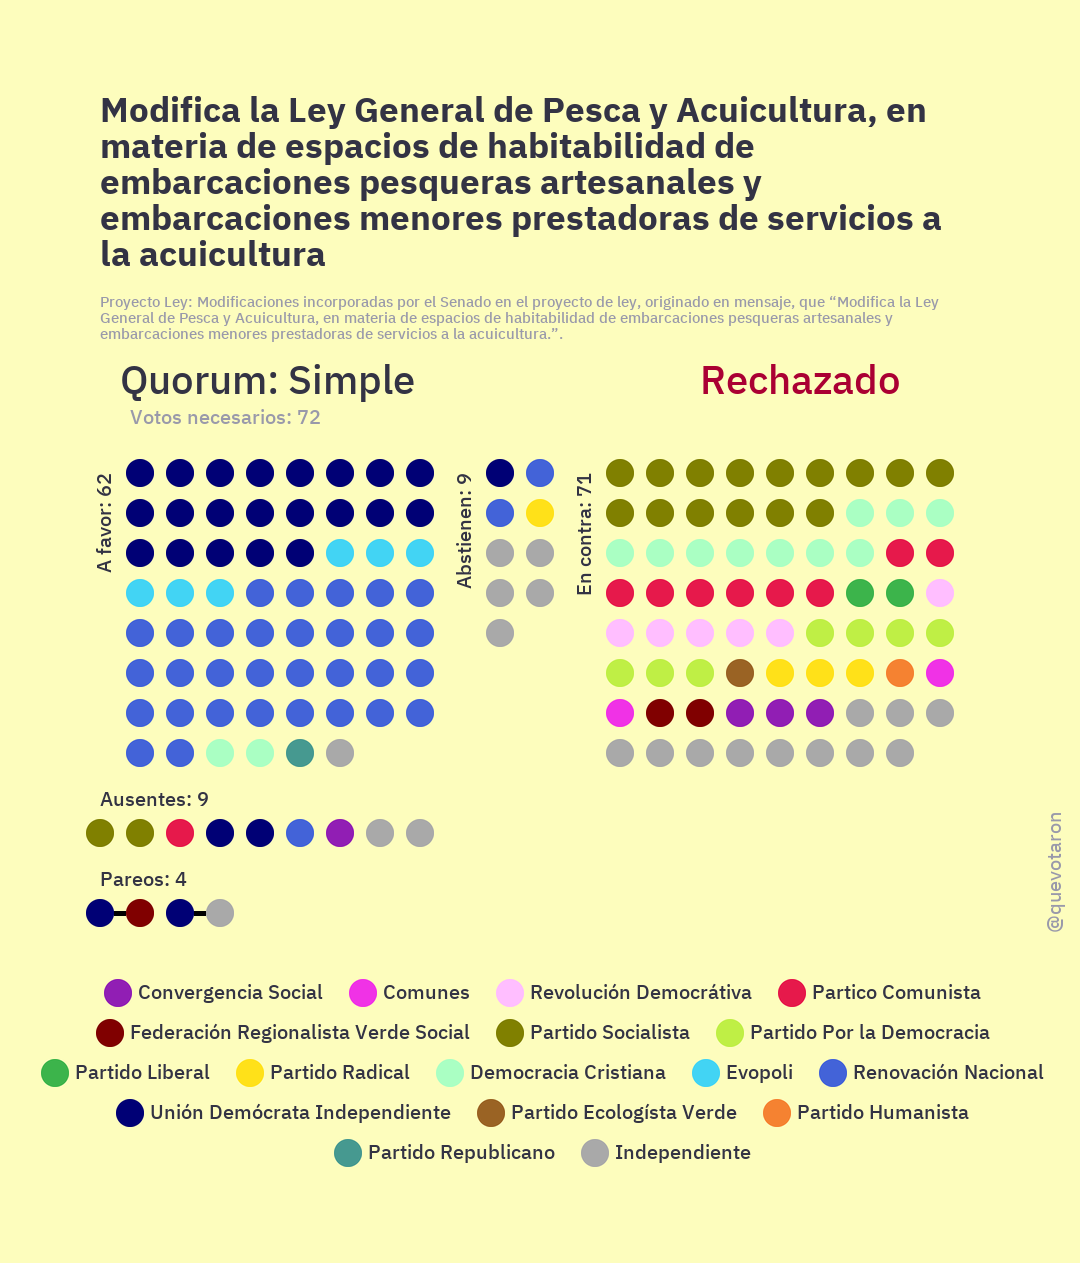 Modifica la Ley General de Pesca y Acuicultura, en
materia de espacios de habitabilidad de
embarcaciones pesqueras artesanales y
embarcaciones menores prestadoras de servicios a
la acuicultura
Proyecto Ley: Modificaciones incorporadas por el Senado en el proyecto de ley, originado en mensaje, que “Modifica la Ley
General de Pesca y Acuicultura, en materia de espacios de habitabilidad de embarcaciones pesqueras artesanales y
embarcaciones menores prestadoras de servicios a la acuicultura.”.
Quorum: Simple
Votos necesarios: 72
Rechazado
A favor: 62
Abstienen: 9
En contra: 71
Ausentes: 9
Pareos: 4
@quevotaron
Convergencia Social Comunes Revolución Demócrátiva Partico Comunista
Federación Regionalista Verde Social Partido Socialista Partido Por la Democracia
Partido Liberal Partido Radical Democracia Cristiana Evopoli Renovación Nacional
Unión Demócrata Independiente Partido Ecologísta Verde Partido Humanista
Partido Republicano Independiente